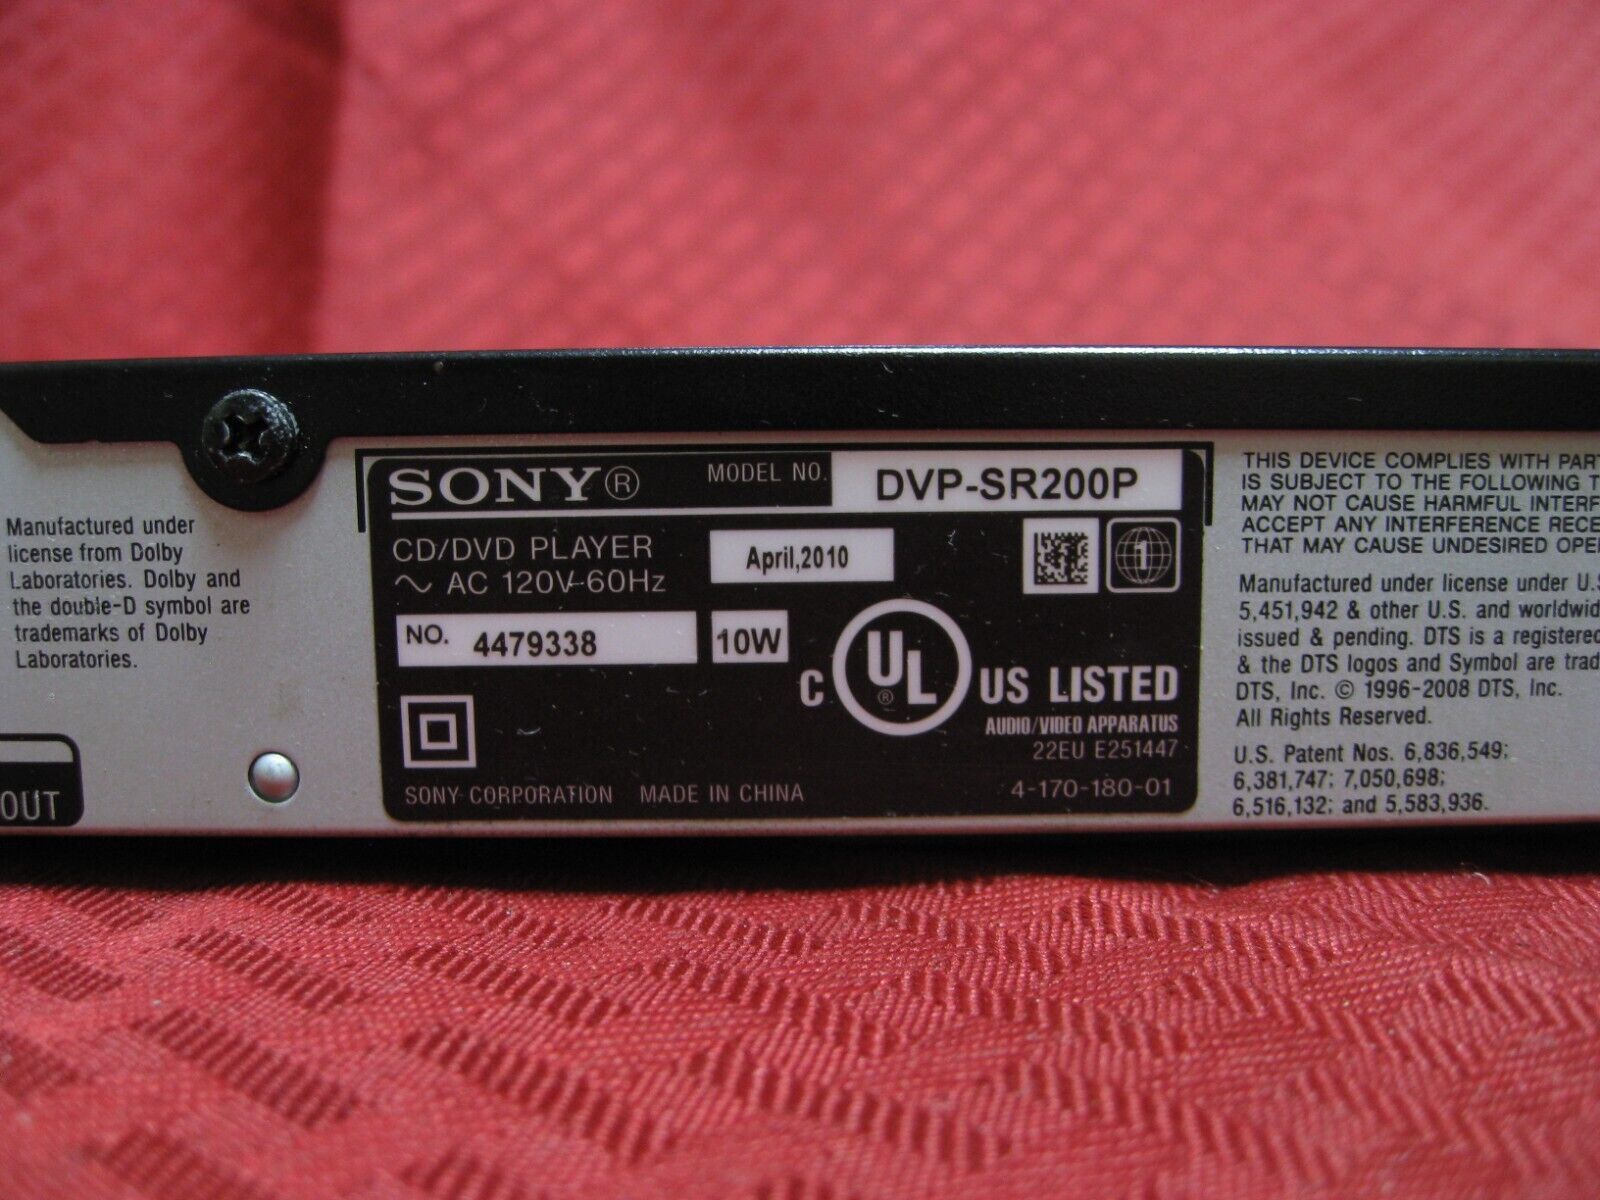 Manufactured under
license from Dolby
Laboratories. Dolby and
the double-D symbol are
trademarks of Dolby
Laboratories.
OUT
SONY® MODEL NO. DVP-SR200P
CD/DVD PLAYER April,2010
~ AC 120V 60Hz
1
NO. 4479338 10W
C UL® US LISTED
AUDIO/VIDEO APPARATUS
22EU E251447
SONY CORPORATION MADE IN CHINA 4-170-180-01
THIS DEVICE COMPLIES WITH PART
IS SUBJECT TO THE FOLLOWING
MAY NOT CAUSE HARMFUL
ACCEPT ANY INTERFERENCE
THAT MAY CAUSE UNDESIRED
Manufactured under license under
5,451,942 & other U.S. and
issued & pending. DTS is a registered
& the DTS logos and Symbol are
DTS, Inc. © 1996-2008 DTS, Inc.
All Rights Reserved.
U.S. Patent Nos. 6,836,549;
6,381,747; 7,050,698;
6,516,132; and 5,583,936.